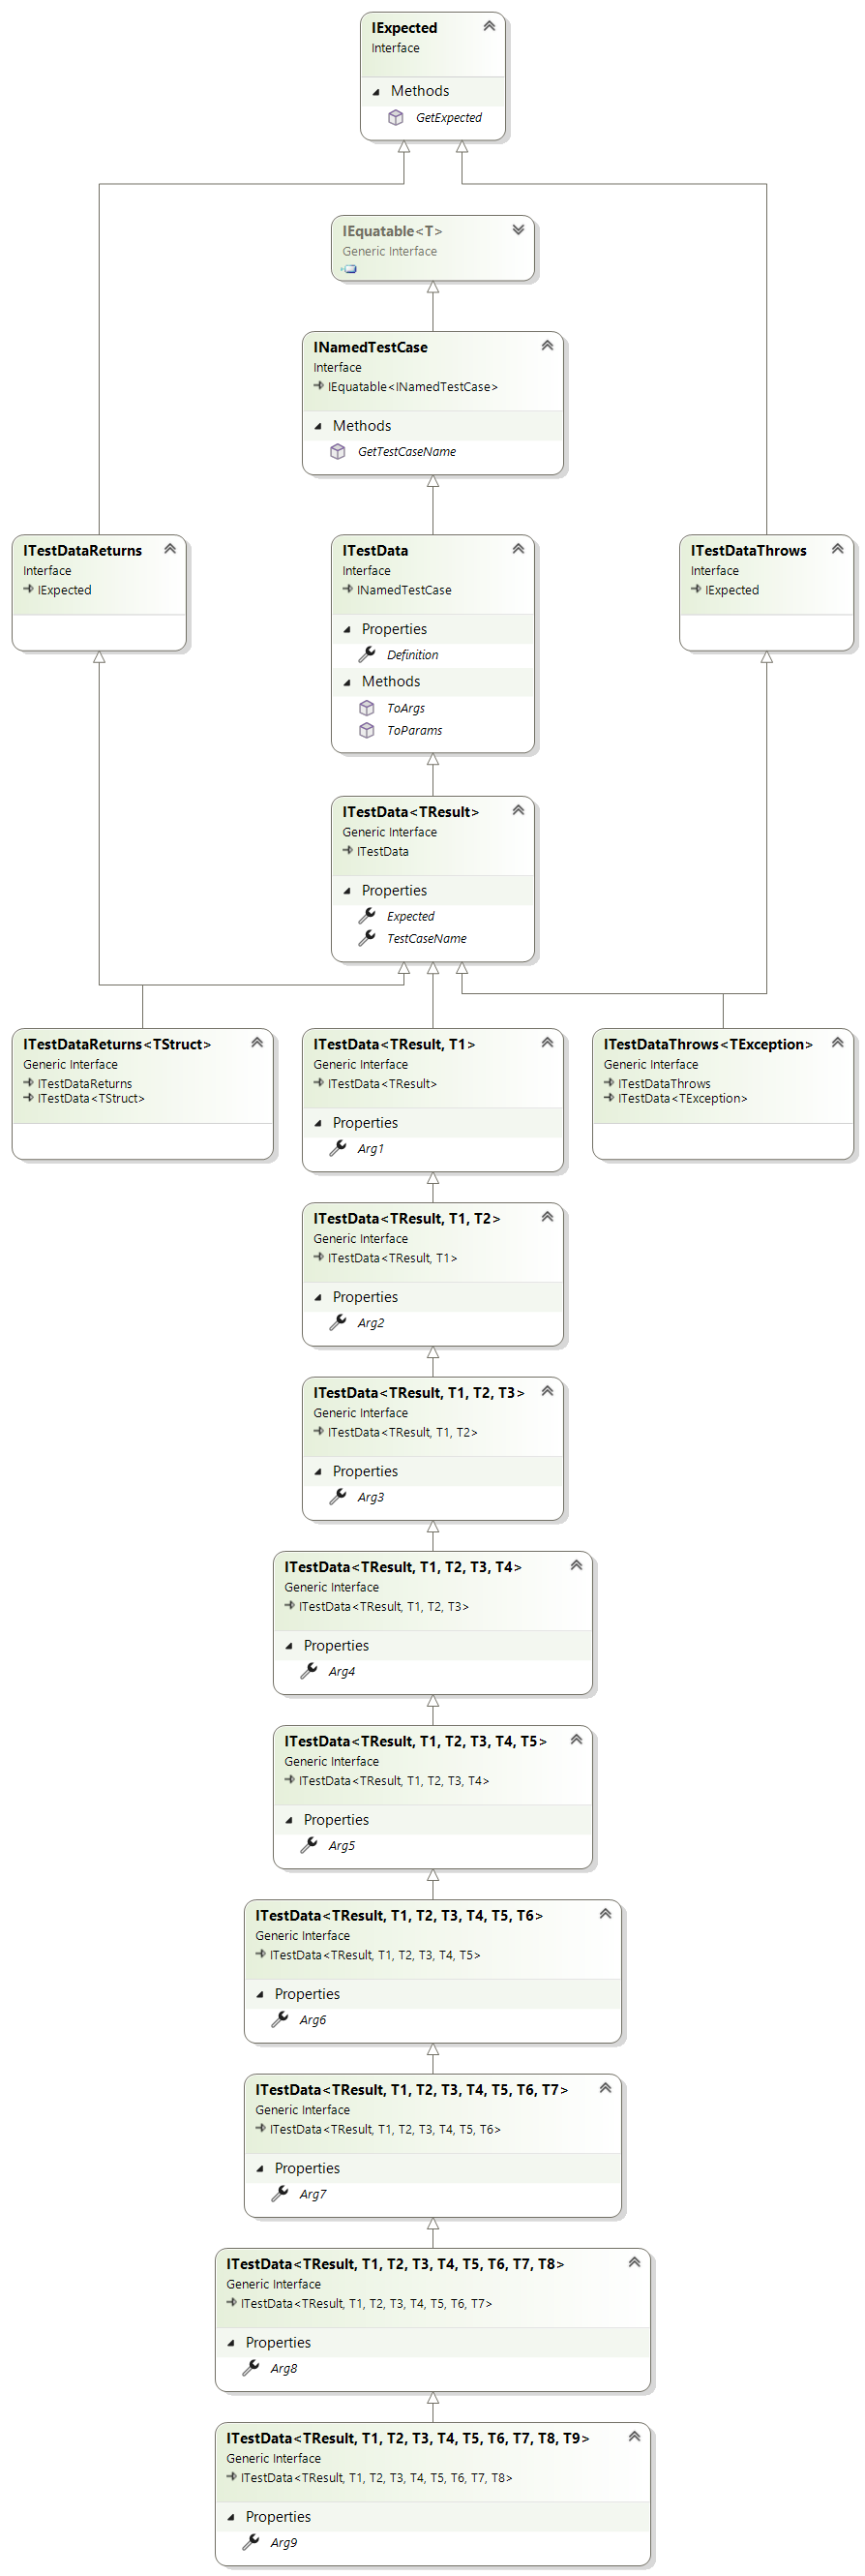 IExpected
Interface
Methods
GetExpected
IEquatable<T>
Generic Interface
INamedTestCase
Interface
IEquatable<INamedTestCase>
Methods
GetTestCaseName
ITestDataReturns
Interface
IExpected
ITestData
Interface
INamedTestCase
Properties
Definition
Methods
ToArgs
ToParams
ITestDataThrows
Interface
IExpected
ITestData<TResult>
Generic Interface
ITestData
Properties
Expected
TestCaseName
ITestDataReturns<TStruct>
Generic Interface
ITestDataReturns
ITestData<TStruct>
ITestData<TResult, T1>
Generic Interface
ITestData<TResult>
Properties
Arg1
ITestDataThrows<TException>
Generic Interface
ITestDataThrows
ITestData<TException>
ITestData<TResult, T1, T2>
Generic Interface
ITestData<TResult, T1>
Properties
Arg2
ITestData<TResult, T1, T2, T3>
Generic Interface
ITestData<TResult, T1, T2>
Properties
Arg3
ITestData<TResult, T1, T2, T3, T4>
Generic Interface
ITestData<TResult, T1, T2, T3>
Properties
Arg4
ITestData<TResult, T1, T2, T3, T4, T5>
Generic Interface
ITestData<TResult, T1, T2, T3, T4>
Properties
Arg5
ITestData<TResult, T1, T2, T3, T4, T5, T6>
Generic Interface
ITestData<TResult, T1, T2, T3, T4, T5>
Properties
Arg6
ITestData<TResult, T1, T2, T3, T4, T5, T6, T7>
Generic Interface
ITestData<TResult, T1, T2, T3, T4, T5, T6>
Properties
Arg7
ITestData<TResult, T1, T2, T3, T4, T5, T6, T7, T8>
Generic Interface
ITestData<TResult, T1, T2, T3, T4, T5, T6, T7>
Properties
Arg8
ITestData<TResult, T1, T2, T3, T4, T5, T6, T7, T8, T9>
Generic Interface
ITestData<TResult, T1, T2, T3, T4, T5, T6, T7, T8>
Properties
Arg9